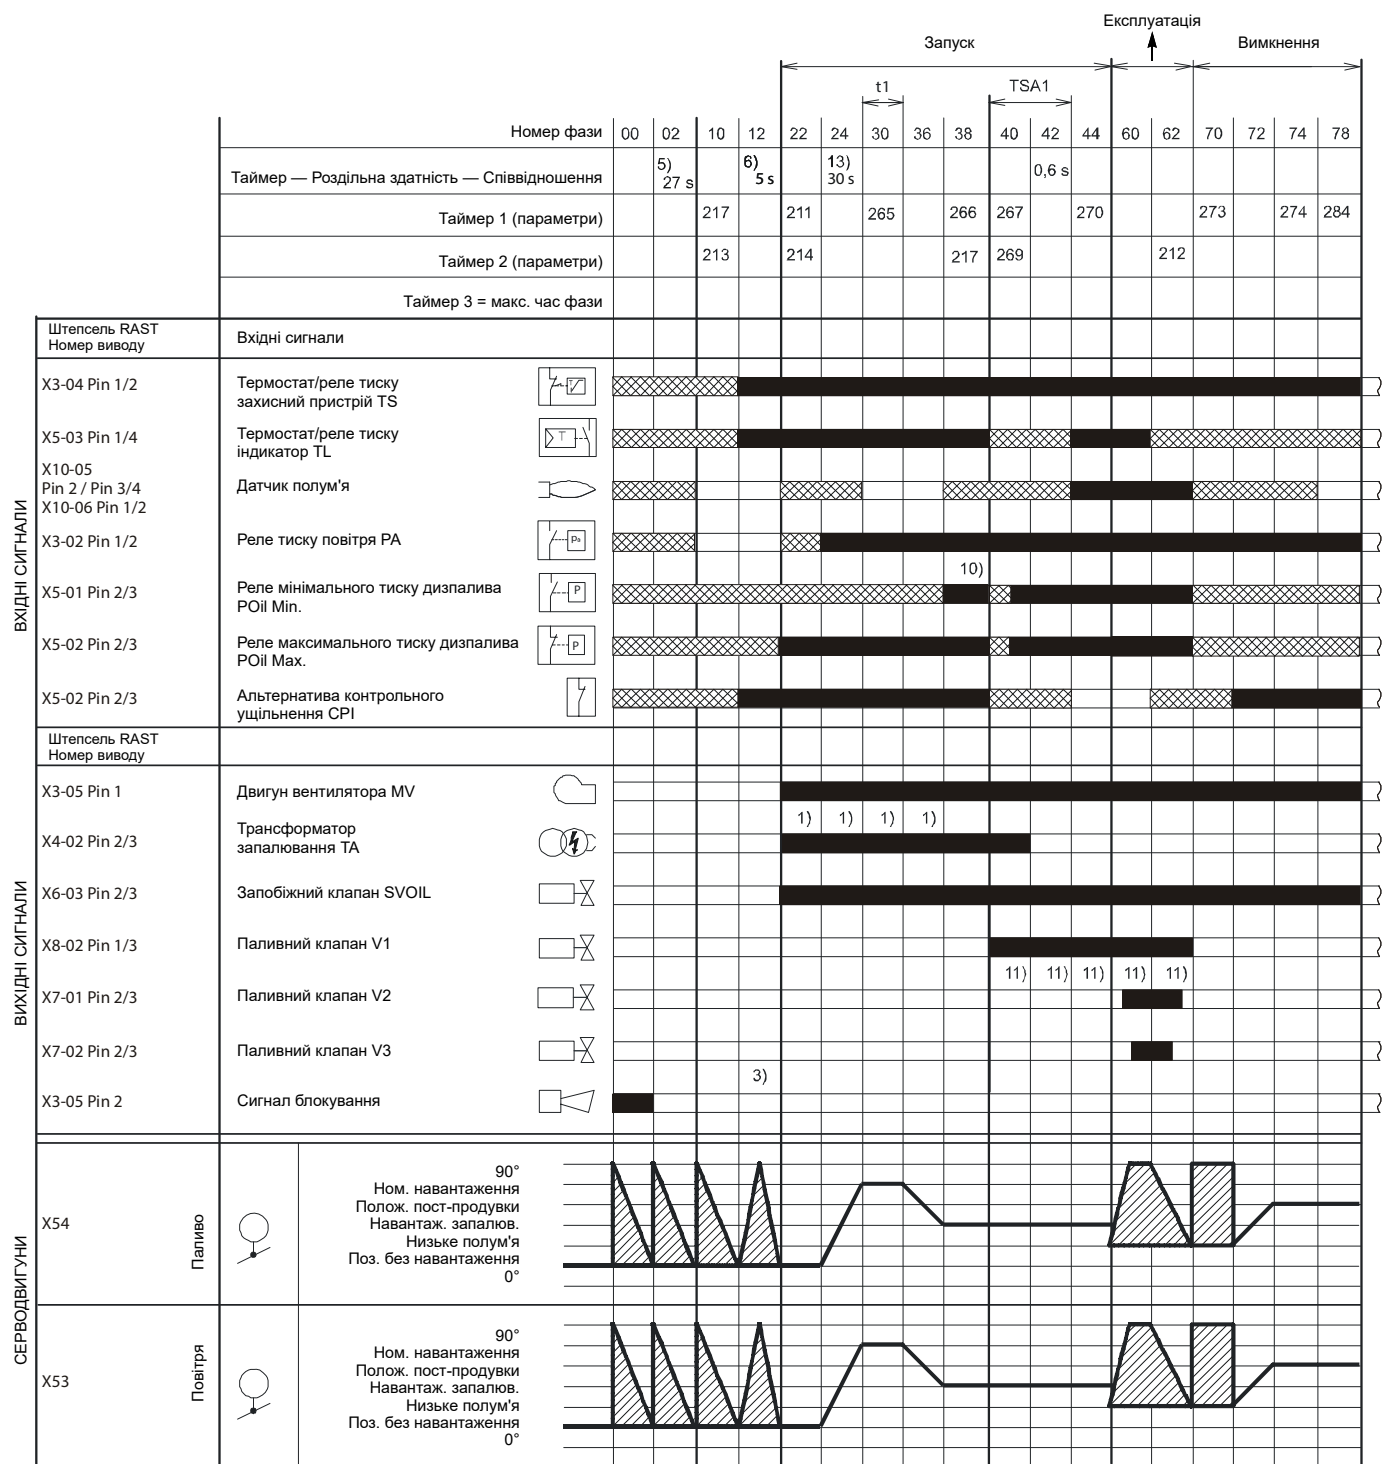 Експлуатація
Запуск
Вимкнення
t1
TSA1
Номер фази 00 02 10 12 22 24 30 36 38 40 42 44 60 62 70 72 74 78
Таймер — Роздільна здатність — Співвідношення 5) 27 s 6) 5 s 13) 30 s 0,6 s
Таймер 1 (параметри) 217 211 265 266 267 270 273 274 284
Таймер 2 (параметри) 213 214 217 269 212
Таймер 3 = макс. час фази
Штепсель RAST
Номер виводу
Вхідні сигнали
ВХІДНІ СИГНАЛИ
X3-04 Pin 1/2
Термостат/реле тиску
захисний пристрій TS
X5-03 Pin 1/4
Термостат/реле тиску
індикатор TL
T
X10-05
Pin 2 / Pin 3/4
X10-06 Pin 1/2
Датчик полум'я
X3-02 Pin 1/2
Реле тиску повітря PA
Pa
10)
X5-01 Pin 2/3
Реле мінімального тиску дизпалива
POil Min.
P
X5-02 Pin 2/3
Реле максимального тиску дизпалива
POil Max.
P
X5-02 Pin 2/3
Альтернатива контрольного
ущільнення CPI
Штепсель RAST
Номер виводу
ВИХІДНІ СИГНАЛИ
X3-05 Pin 1
Двигун вентилятора MV
1) 1) 1) 1)
X4-02 Pin 2/3
Трансформатор
запалювання TA
X6-03 Pin 2/3
Запобіжний клапан SVOIL
X8-02 Pin 1/3
Паливний клапан V1
11) 11) 11) 11) 11)
X7-01 Pin 2/3
Паливний клапан V2
X7-02 Pin 2/3
Паливний клапан V3
3)
X3-05 Pin 2
Сигнал блокування
СЕРВОДВИГУНИ
X54
Паливо
90°
Ном. навантаження
Полож. пост-продувки
Навантаж. запалюв.
Низьке полум'я
Поз. без навантаження
0°
X53
Повітря
90°
Ном. навантаження
Полож. пост-продувки
Навантаж. запалюв.
Низьке полум'я
Поз. без навантаження
0°